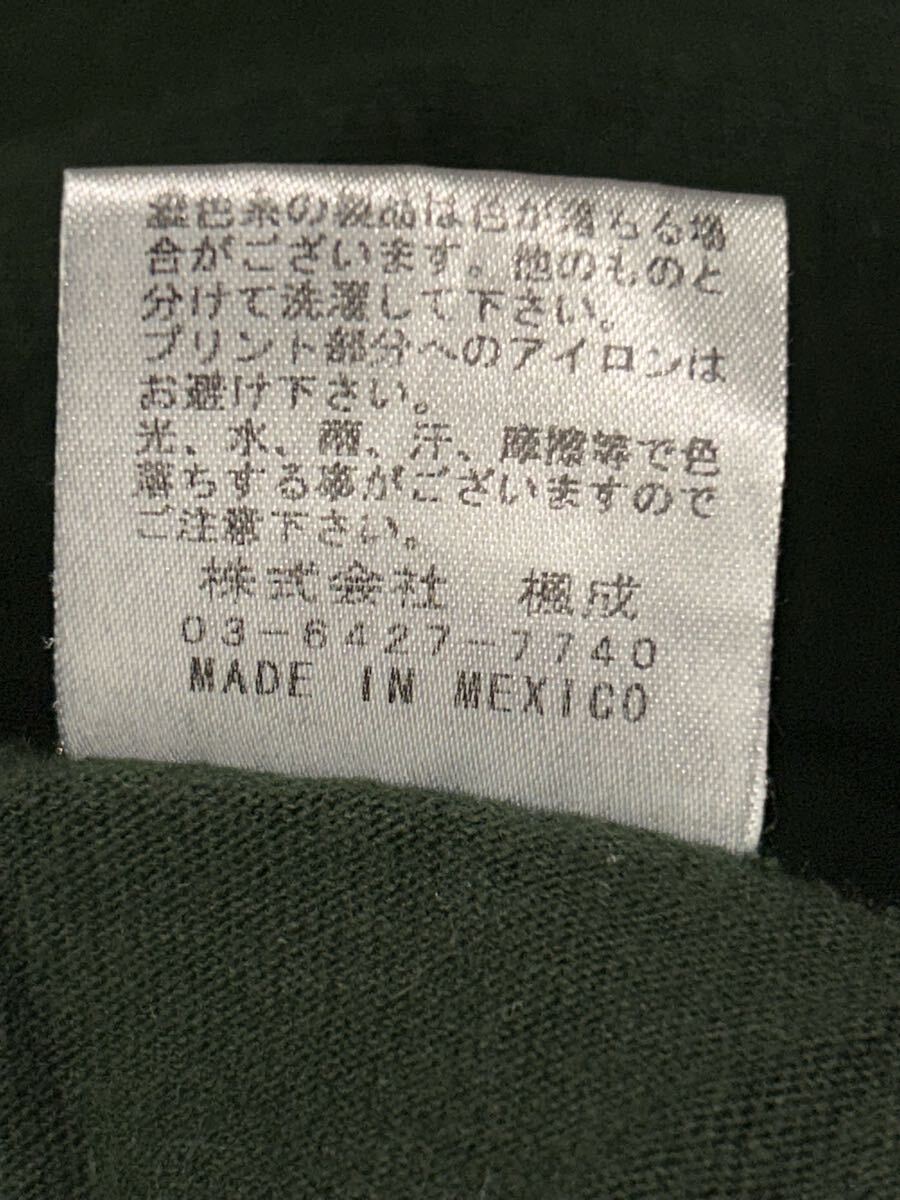 濃色系の製品は色が落ちる場
合がございます。他のものと
分けて洗濯して下さい。
プリント部分へのアイロンは
お避け下さい。
光、水、雨、汗、摩擦等で色
落ちする事がございますので
ご注意下さい。
株式会社 楓成
03-6427-7740
MADE IN MEXICO